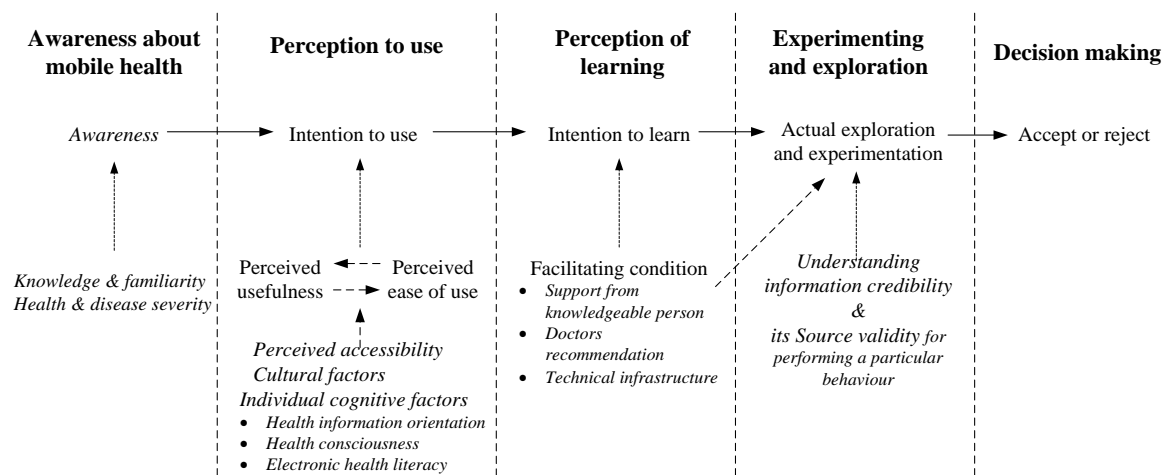 Awareness about
mobile health
Perception to use
Perception of
learning
Experimenting
and exploration
Decision making
Awareness
Intention to use
Intention to learn
Actual exploration
and experimentation
Accept or reject
Knowledge & familiarity
Health & disease severity
Perceived
usefulness
Perceived
ease of use
Perceived accessibility
Cultural factors
Individual cognitive factors
• Health information orientation
• Health consciousness
• Electronic health literacy
Facilitating condition
• Support from
knowledgeable person
• Doctors
recommendation
• Technical infrastructure
Understanding
information credibility
&
its Source validity for
performing a particular
behaviour